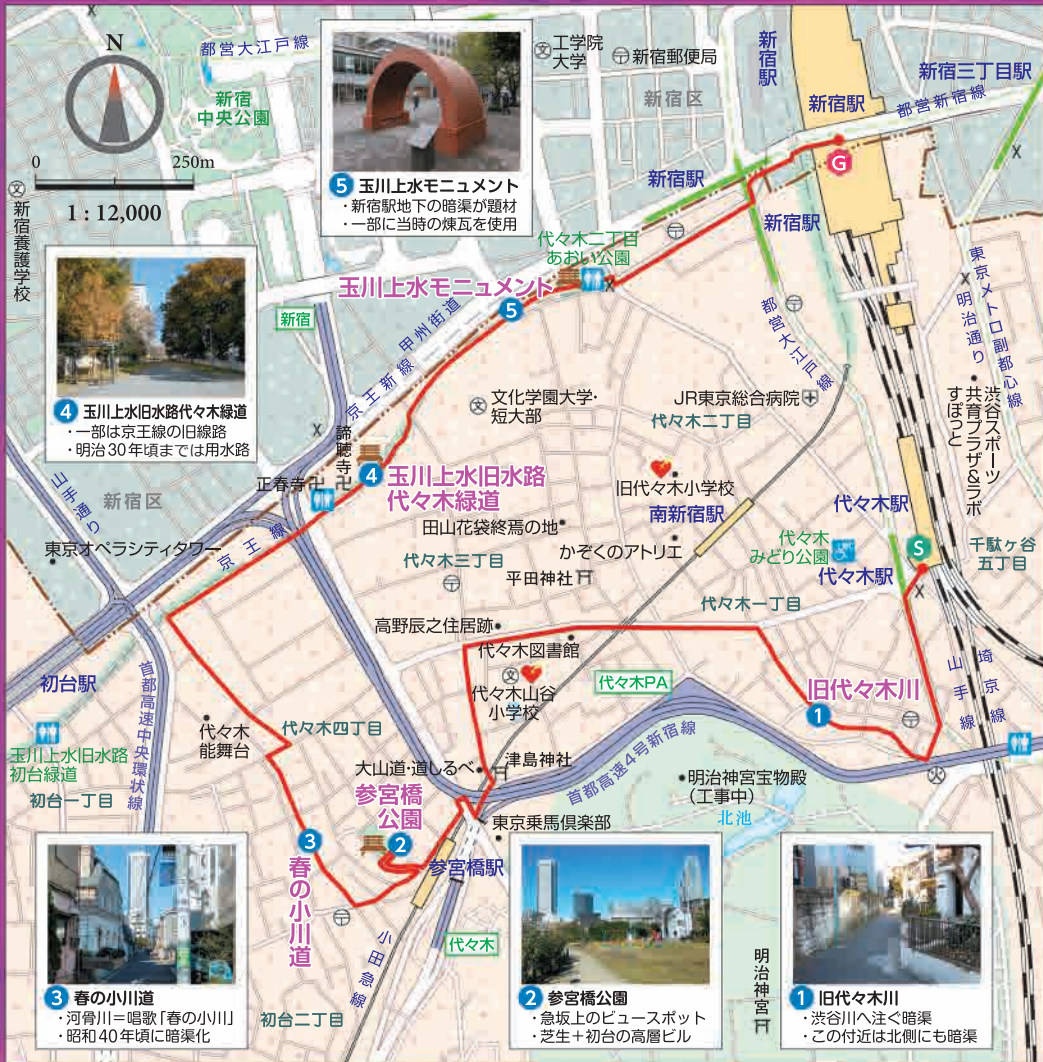 N
0
250m
1 : 12,000
都営大江戸線
新宿
中央公園
文
新宿養護学校
5 玉川上水モニュメント
・新宿駅地下の暗渠が題材
・一部に当時の煉瓦を使用
文 工学院
大学
新宿郵便局
新宿区
新宿駅
新宿駅
新宿三丁目駅
都営新宿線
G
新宿駅
新宿駅
代々木二丁目
あおい公園
玉川上水モニュメント
5
新宿
甲州街道
京王新線
4 玉川上水旧水路代々木緑道
・一部は京王線の旧線路
・明治30年頃までは用水路
都営大江戸線
東京メトロ副都心線
明治通り
渋谷スポーツ
共育プラザ&ラボ
すぽっと
文 文化学園大学・
短大部
JR東京総合病院
代々木二丁目
諦聴寺
正春寺
4
玉川上水旧水路
代々木緑道
旧代々木小学校
南新宿駅
代々木駅
山手通り
新宿区
東京オペラシティタワー
京王線
田山花袋終焉の地
かぞくのアトリエ
代々木三丁目
平田神社
代々木
みどり公園
代々木駅
S
千駄ヶ谷
五丁目
代々木一丁目
高野辰之住居跡
代々木図書館
文
代々木山谷
小学校
代々木PA
旧代々木川
1
山手線
埼京線
初台駅
首都高速中央環状線
玉川上水旧水路
初台緑道
初台一丁目
代々木
能舞台
代々木四丁目
大山道・道しるべ
津島神社
首都高速4号新宿線
明治神宮宝物殿
(工事中)
北池
参宮橋
公園
2
東京乗馬倶楽部
参宮橋駅
3
春の小川道
代々木
小田急線
初台二丁目
明治神宮
3 春の小川道
・河骨川=唱歌「春の小川」
・昭和40年頃に暗渠化
2 参宮橋公園
・急坂上のビュースポット
・芝生+初台の高層ビル
1 旧代々木川
・渋谷川へ注ぐ暗渠
・この付近は北側にも暗渠